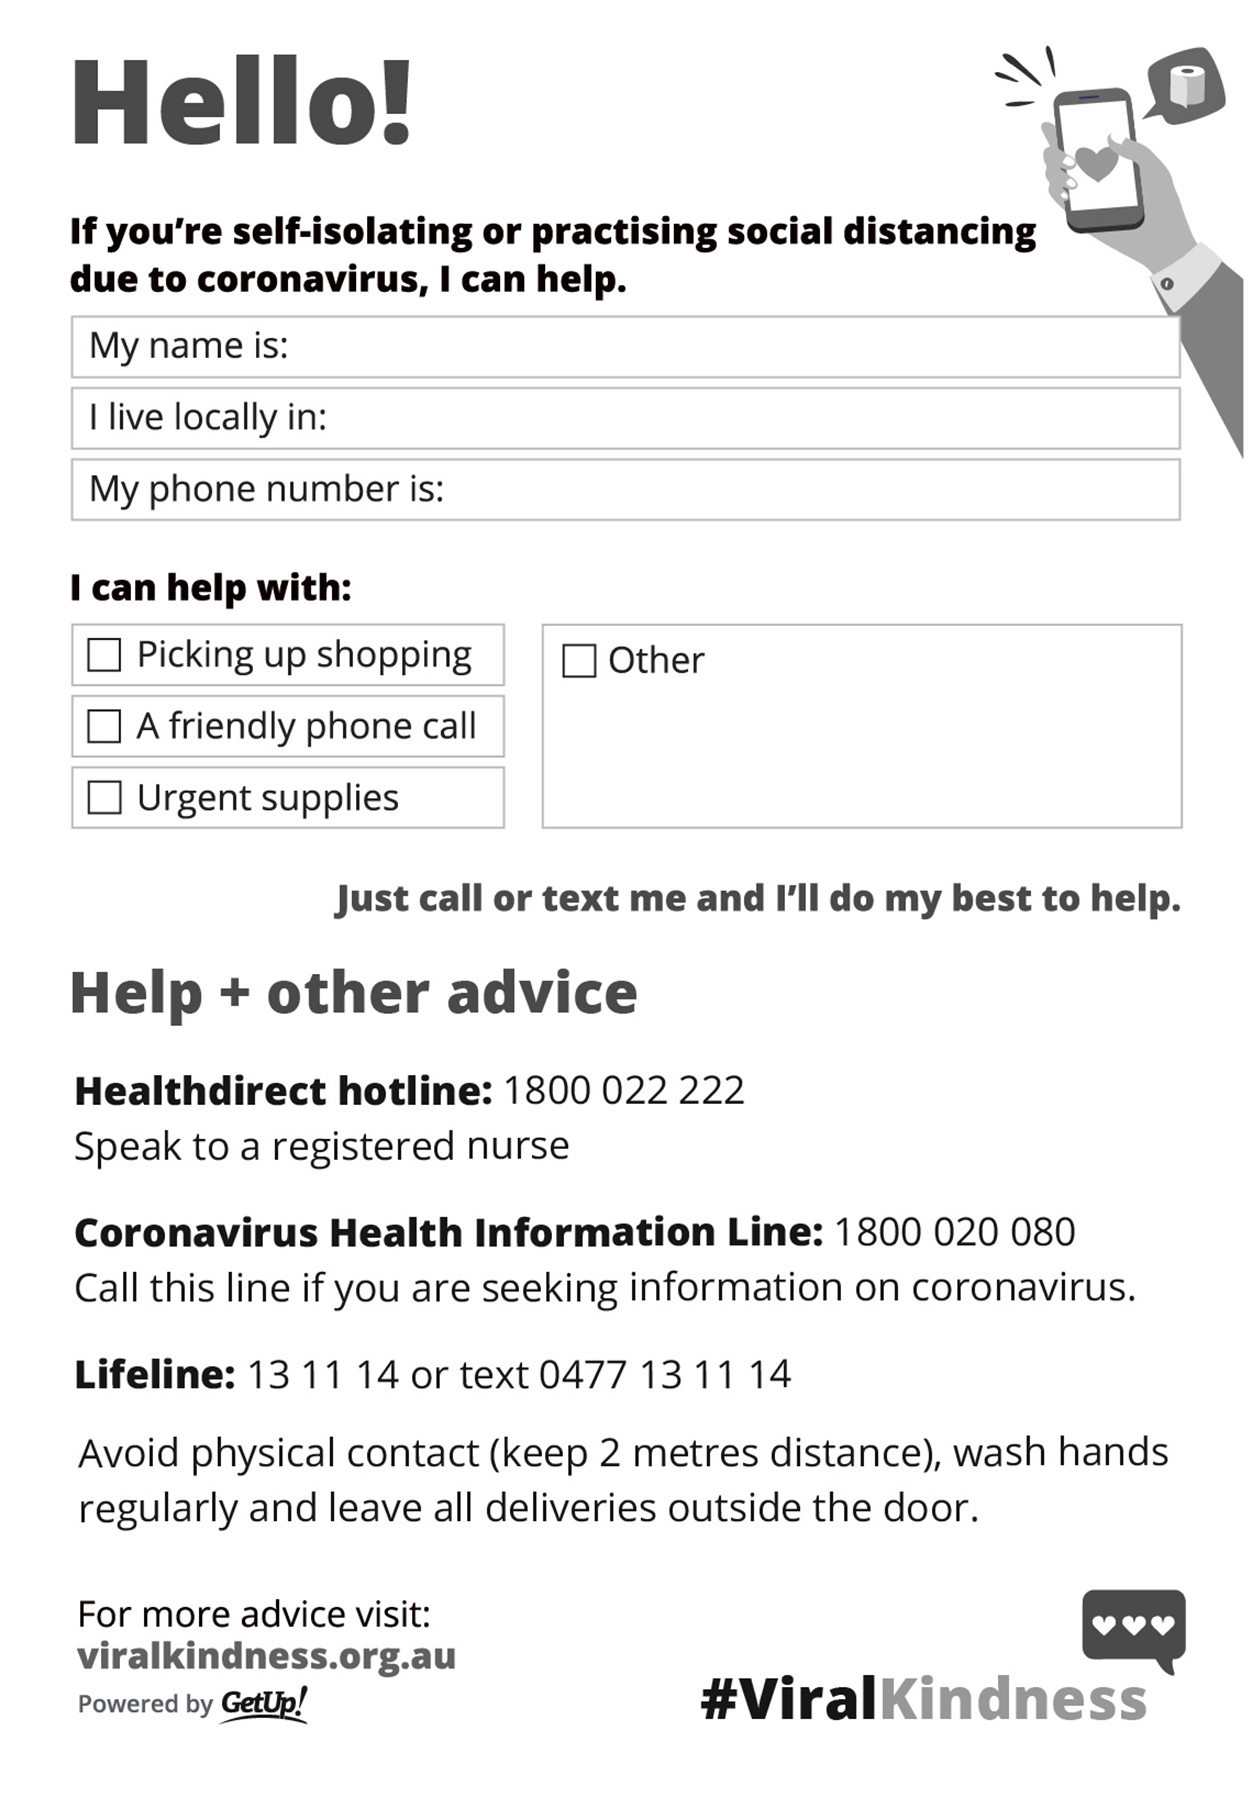 Hello!
If you’re self-isolating or practising social distancing
due to coronavirus, I can help.
My name is:
I live locally in:
My phone number is:
I can help with:
Picking up shopping
A friendly phone call
Urgent supplies
Other
Just call or text me and I’ll do my best to help.
Help + other advice
Healthdirect hotline: 1800 022 222
Speak to a registered nurse
Coronavirus Health Information Line: 1800 020 080
Call this line if you are seeking information on coronavirus.
Lifeline: 13 11 14 or text 0477 13 11 14
Avoid physical contact (keep 2 metres distance), wash hands
regularly and leave all deliveries outside the door.
For more advice visit:
viralkindness.org.au
Powered by GetUp!
#ViralKindness